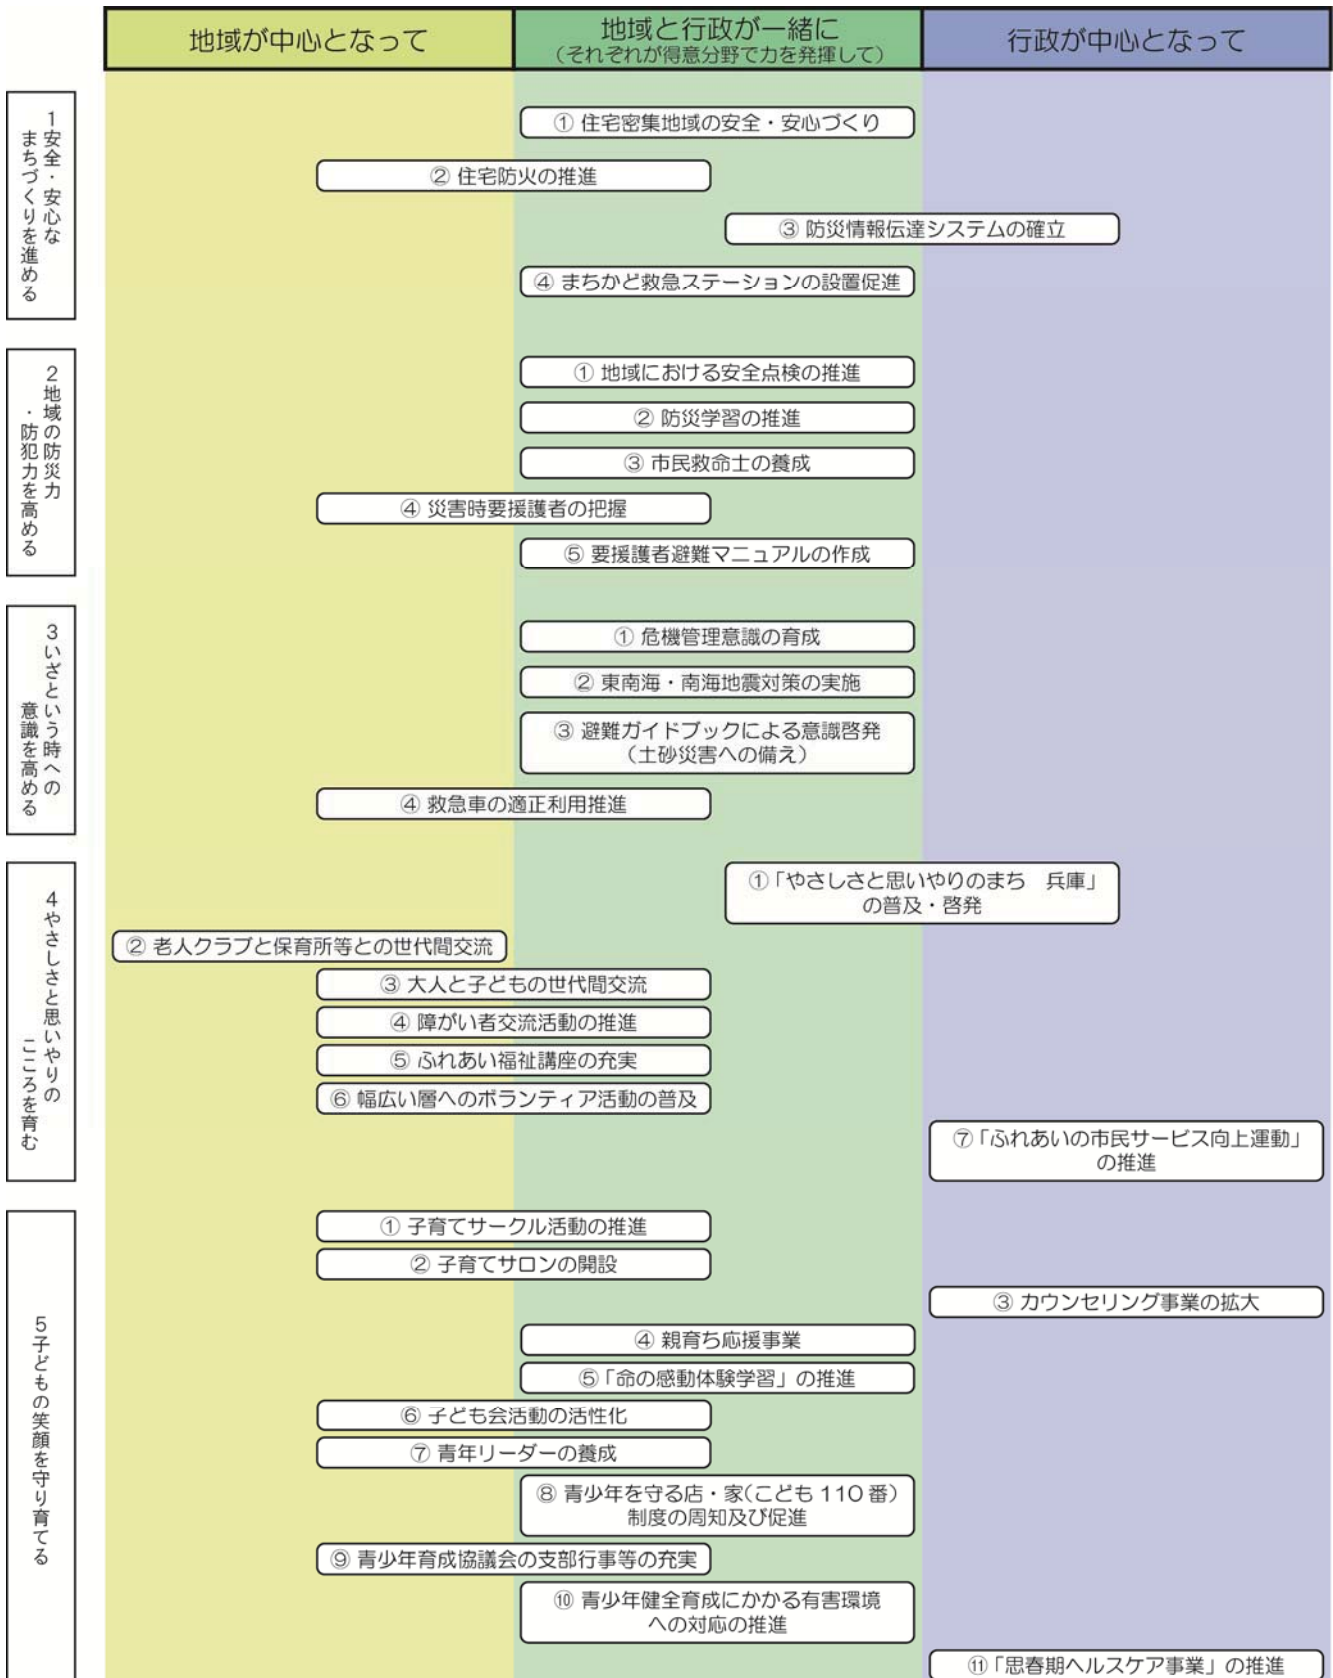 地域が中心となって
地域と行政が一緒に
（それぞれが得意分野で力を発揮して）
行政が中心となって
1安全・安心な
まちづくりを進める
① 住宅密集地域の安全・安心づくり
② 住宅防火の推進
③ 防災情報伝達システムの確立
④ まちかど救急ステーションの設置促進
2地域の防災力
・防犯力を高める
① 地域における安全点検の推進
② 防災学習の推進
③ 市民救命士の養成
④ 災害時要援護者の把握
⑤ 要援護者避難マニュアルの作成
3いざという時への
意識を高める
① 危機管理意識の育成
② 東南海・南海地震対策の実施
③ 避難ガイドブックによる意識啓発
（土砂災害への備え）
④ 救急車の適正利用推進
4やさしさと思いやりの
こころを育む
①「やさしさと思いやりのまち　兵庫」
の普及・啓発
② 老人クラブと保育所等との世代間交流
③ 大人と子どもの世代間交流
④ 障がい者交流活動の推進
⑤ ふれあい福祉講座の充実
⑥ 幅広い層へのボランティア活動の普及
⑦「ふれあいの市民サービス向上運動」
の推進
5子どもの笑顔を守り育てる
① 子育てサークル活動の推進
② 子育てサロンの開設
③ カウンセリング事業の拡大
④ 親育ち応援事業
⑤「命の感動体験学習」の推進
⑥ 子ども会活動の活性化
⑦ 青年リーダーの養成
⑧ 青少年を守る店・家（こども 110 番）
制度の周知及び促進
⑨ 青少年育成協議会の支部行事等の充実
⑩ 青少年健全育成にかかる有害環境
への対応の推進
⑪「思春期ヘルスケア事業」の推進